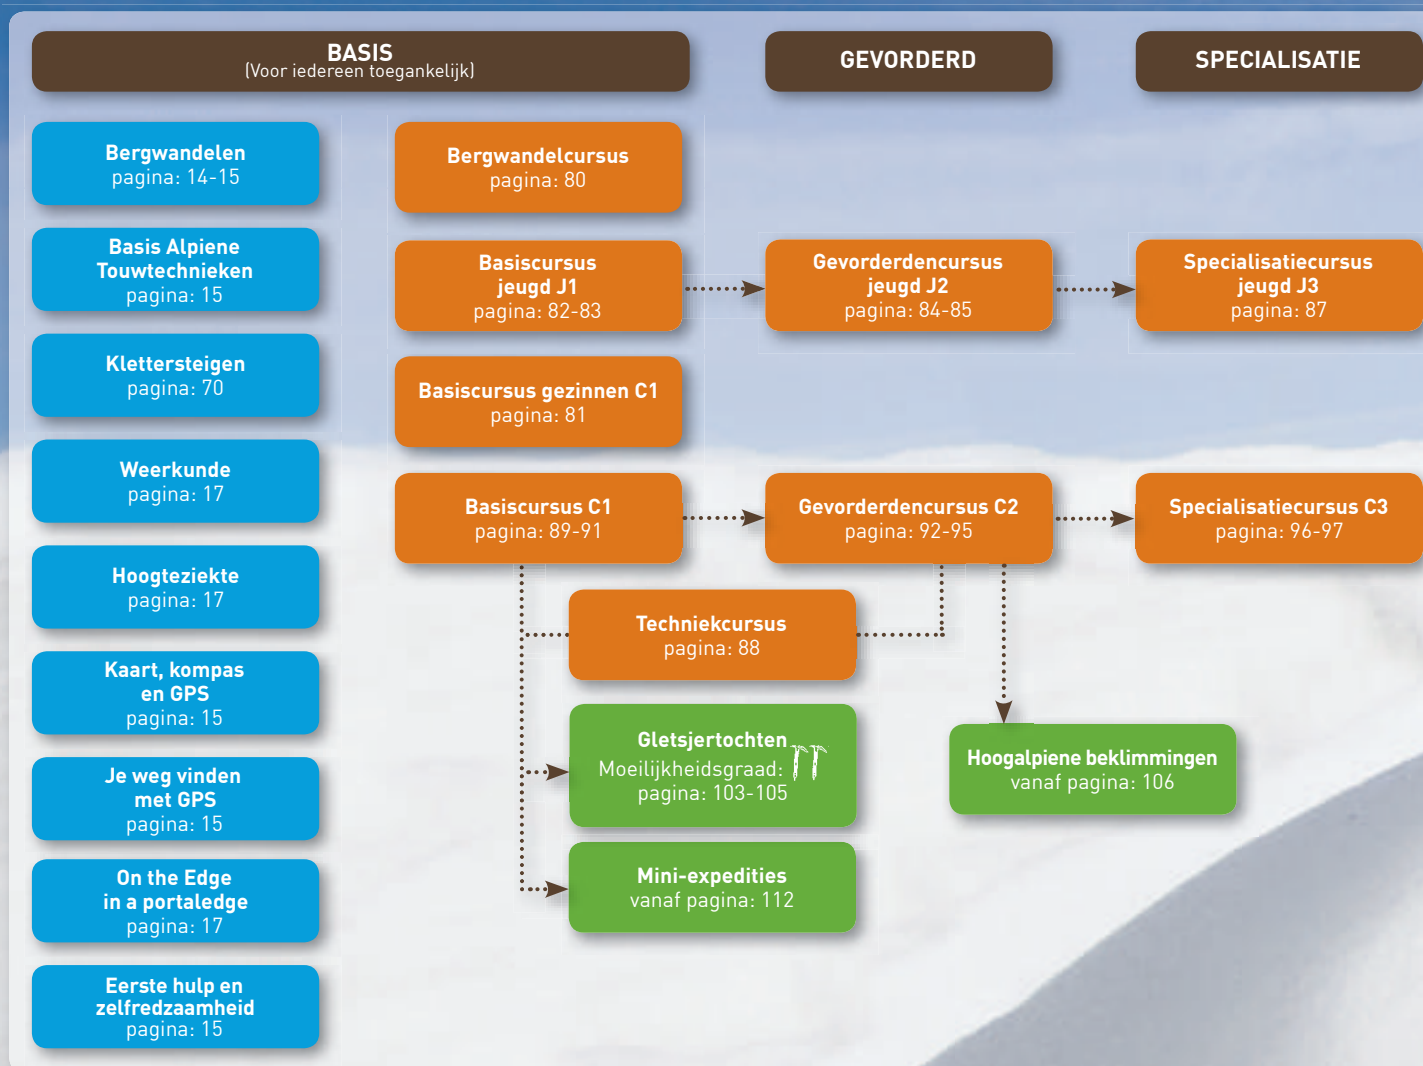 BASIS
(Voor iedereen toegankelijk)
GEVORDERD
SPECIALISATIE
Bergwandelen
pagina: 14-15
Basis Alpiene
Touwtechnieken
pagina: 15
Klettersteigen
pagina: 70
Weerkunde
pagina: 17
Hoogteziekte
pagina: 17
Kaart, kompas
en GPS
pagina: 15
Je weg vinden
met GPS
pagina: 15
On the Edge
in a portaledge
pagina: 17
Eerste hulp en
zelfredzaamheid
pagina: 15
Bergwandelcursus
pagina: 80
Basiscursus
jeugd J1
pagina: 82-83
Gevorderdencursus
jeugd J2
pagina: 84-85
Specialisatiecursus
jeugd J3
pagina: 87
Basiscursus gezinnen C1
pagina: 81
Basiscursus C1
pagina: 89-91
Gevorderdencursus C2
pagina: 92-95
Specialisatiecursus C3
pagina: 96-97
Techniekcursus
pagina: 88
Gletsjertochten
Moeilijkheidsgraad:
pagina: 103-105
Hoogalpiene beklimmingen
vanaf pagina: 106
Mini-expedities
vanaf pagina: 112